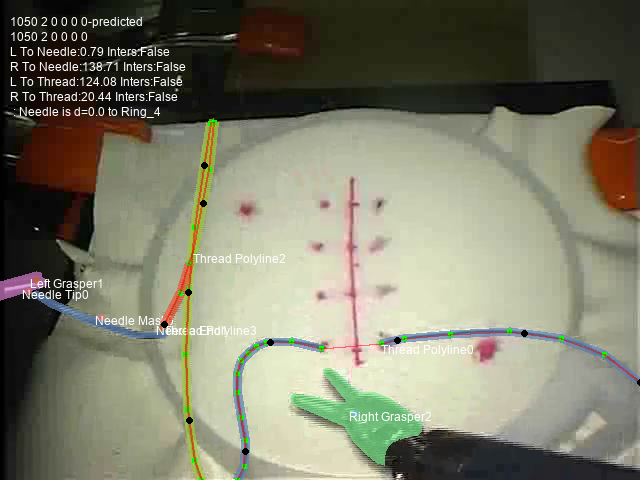 1050 2 0 0 0 0-predicted
1050 2 0 0 0 0
L To Needle:0.79 Inters:False
R To Needle:138.71 Inters:False
L To Thread:124.08 Inters:False
R To Thread:20.44 Inters:False
: Needle is d=0.0 to Ring_4
Thread Polyline2
Left Grasper1
Needle Tip0
Needle Mask
Polyline3
Thread Polyline0
Right Grasper2